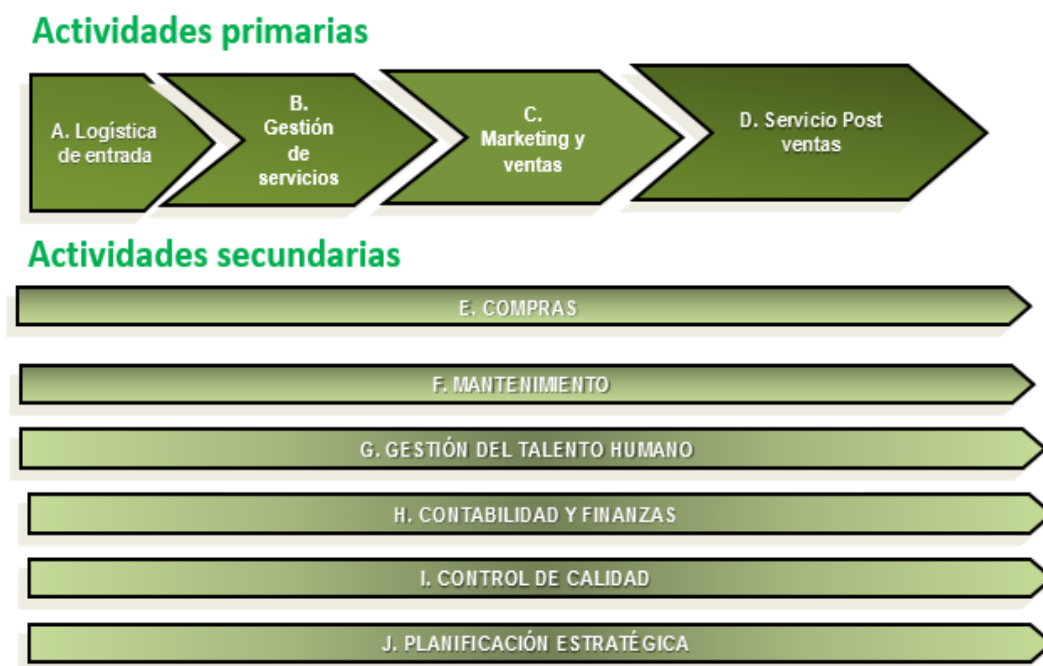 Actividades primarias
A. Logística
de entrada
B.
Gestión
de
servicios
C.
Marketing y
ventas
D. Servicio Post
ventas
Actividades secundarias
E. COMPRAS
F. MANTENIMIENTO
G. GESTIÓN DEL TALENTO HUMANO
H. CONTABILIDAD Y FINANZAS
I. CONTROL DE CALIDAD
J. PLANIFICACIÓN ESTRATÉGICA